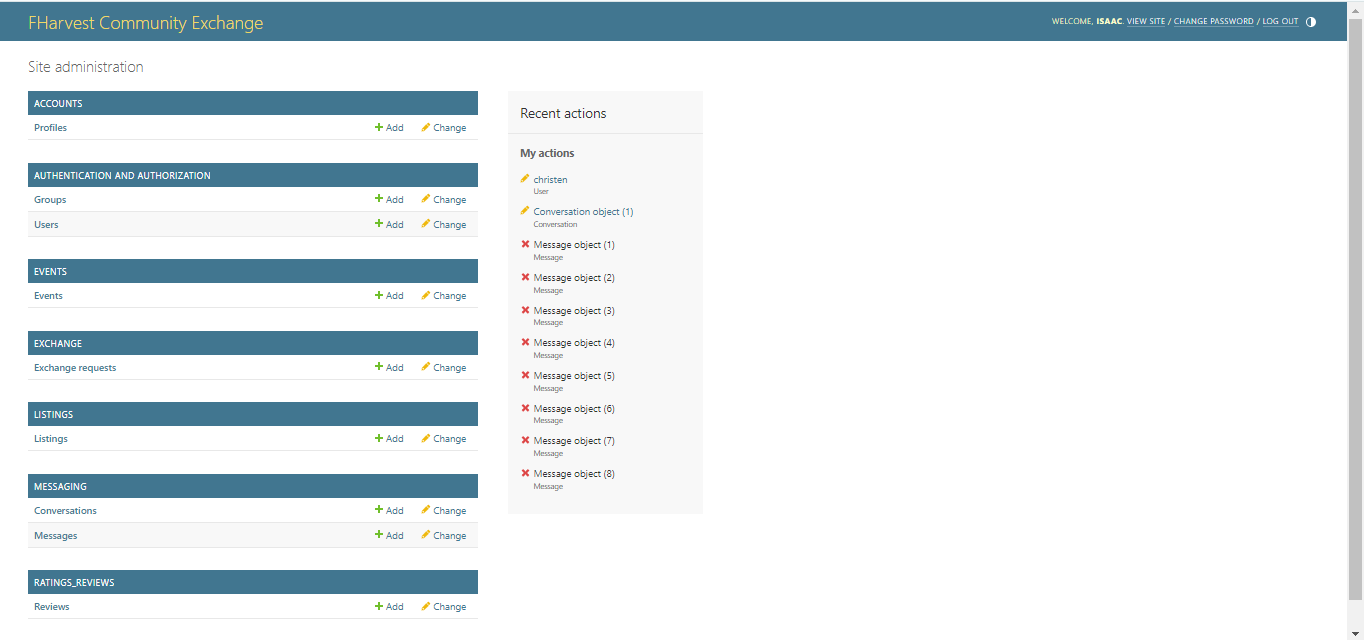 FHarvest Community Exchange
WELCOME, ISAAC. VIEW SITE / CHANGE PASSWORD / LOG OUT
Site administration
ACCOUNTS
Profiles Add Change
AUTHENTICATION AND AUTHORIZATION
Groups Add Change
Users Add Change
EVENTS
Events Add Change
EXCHANGE
Exchange requests Add Change
LISTINGS
Listings Add Change
MESSAGING
Conversations Add Change
Messages Add Change
RATINGS_REVIEWS
Reviews Add Change
Recent actions
My actions
christen
User
Conversation object (1)
Conversation
Message object (1)
Message
Message object (2)
Message
Message object (3)
Message
Message object (4)
Message
Message object (5)
Message
Message object (6)
Message
Message object (7)
Message
Message object (8)
Message